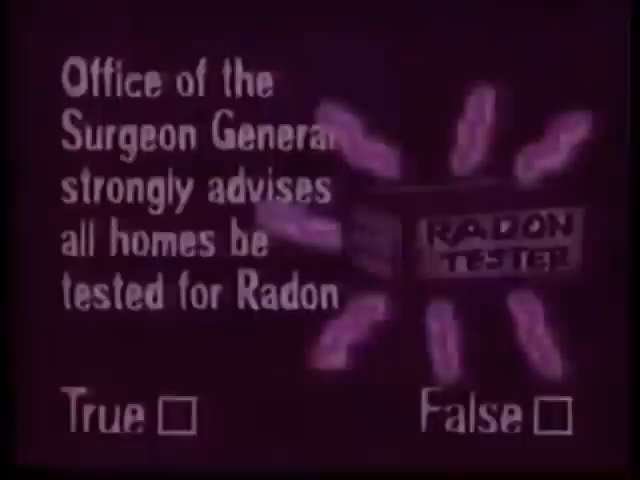 Office of the
Surgeon General
strongly advises
all homes be
tested for Radon
RADON
TESTER
True
False